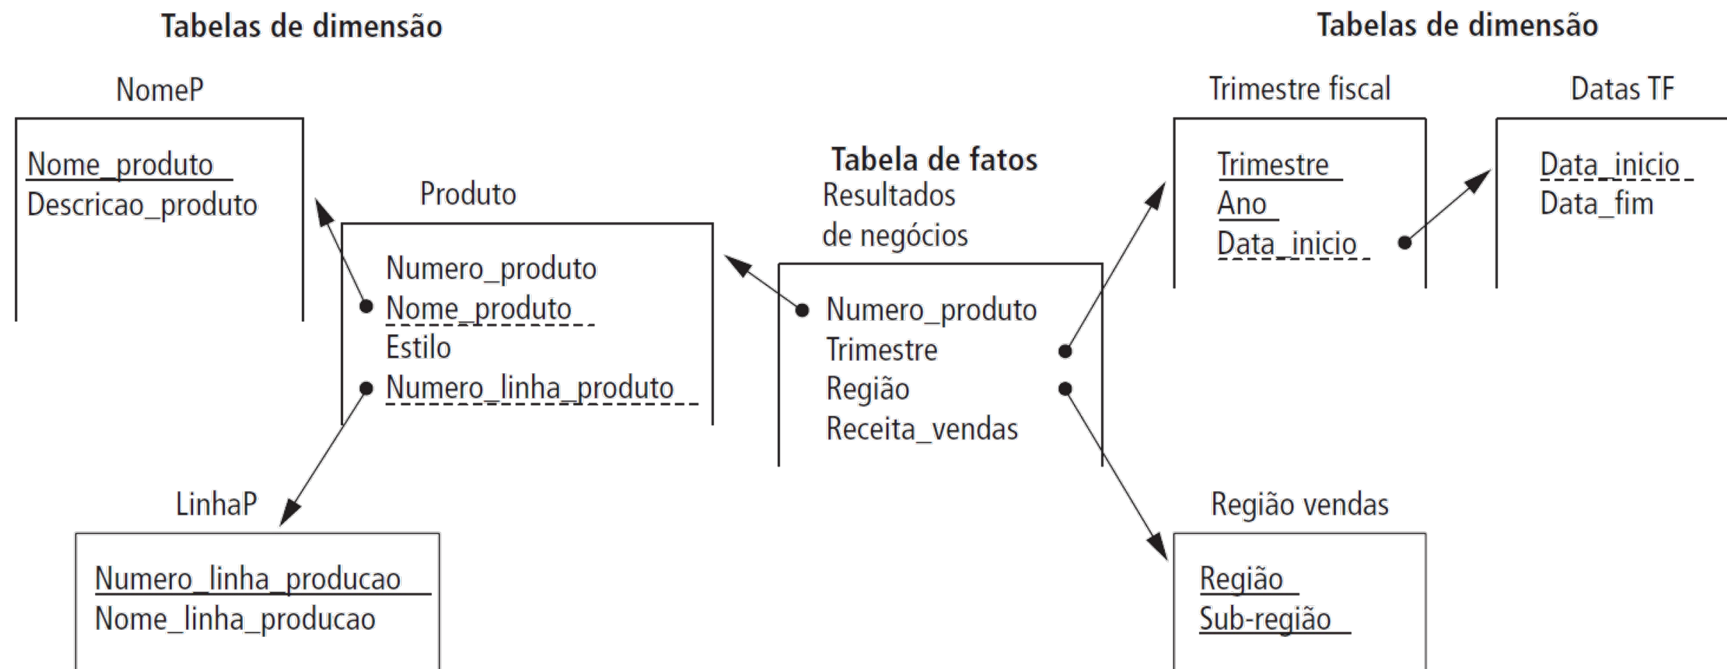 Tabelas de dimensão
NomeP
Nome_produto
Descricao_produto
Produto
Numero_produto
Nome_produto
Estilo
Numero_linha_produto
LinhaP
Numero_linha_producao
Nome_linha_producao
Tabela de fatos
Resultados
de negócios
Numero_produto
Trimestre
Região
Receita_vendas
Tabelas de dimensão
Trimestre fiscal
Trimestre
Ano
Data_inicio
Datas TF
Data_inicio
Data_fim
Região vendas
Região
Sub-região